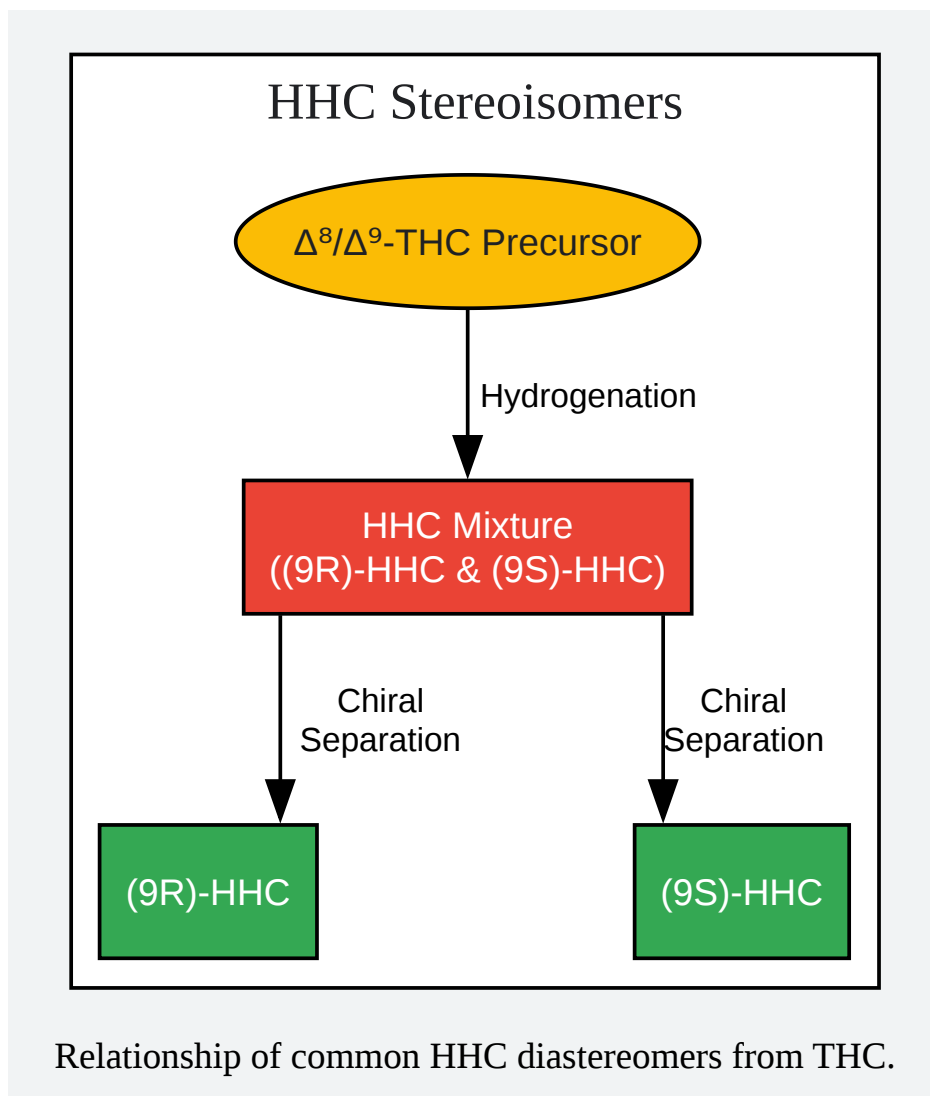 HHC Stereoisomers
Δ⁸/Δ⁹-THC Precursor
Hydrogenation
HHC Mixture
((9R)-HHC & (9S)-HHC)
Chiral
Separation
Chiral
Separation
(9R)-HHC
(9S)-HHC
Relationship of common HHC diastereomers from THC.